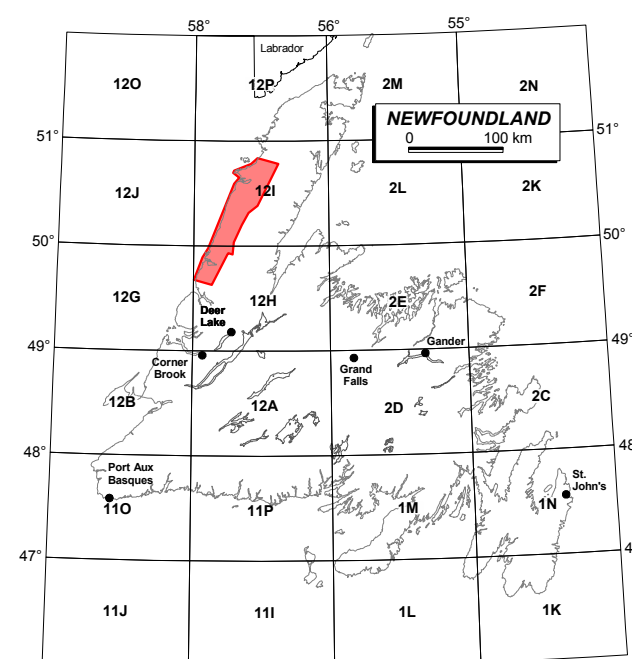 58° 56° 55°
Labrador
12O 12P 2M 2N
NEWFOUNDLAND
0 100 km
51° 51°
12J 12I 2L 2K
50° 50°
12G 12H 2E 2F
Deer
Lake
Gander
49° 49°
Corner
Brook
Grand
Falls
12B 12A 2D 2C
48° 48
Port Aux
Basques
St.
John's
11O 11P 1M 1N
47° 4
11J 11I 1L 1K